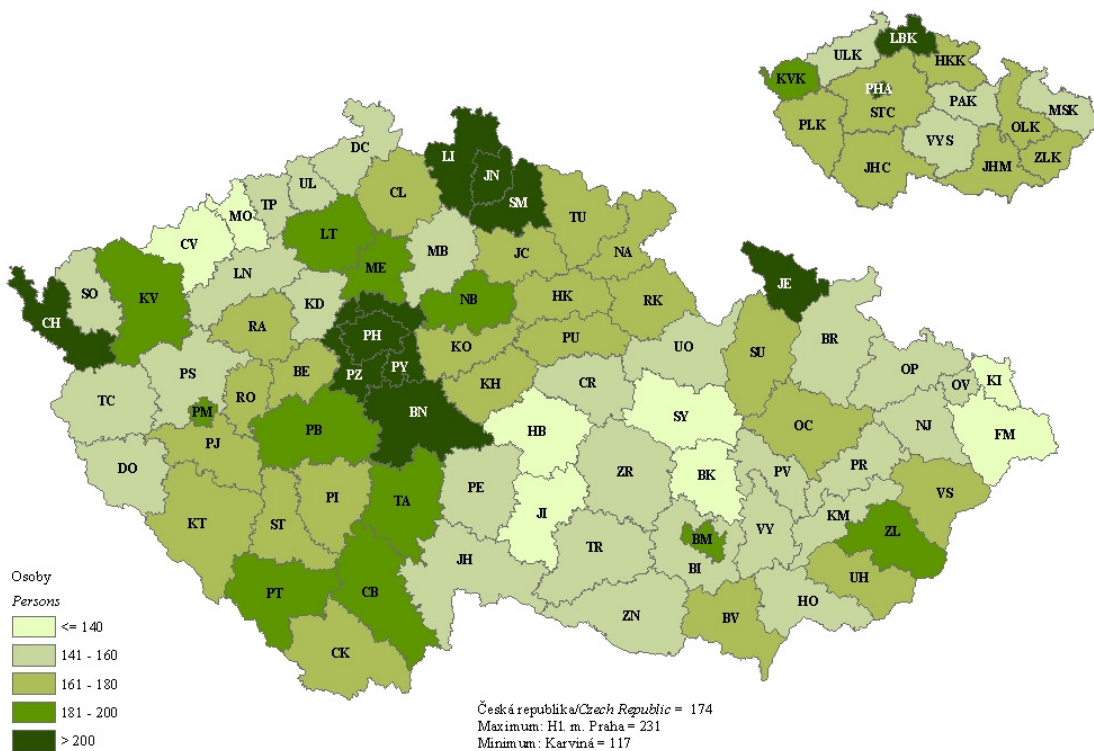 LBK
ULK
HKK
KVK
PHA
PAK
STC
MSK
PLK
OLK
VYS
ZLK
JHC
JHM
DC
LI
JN
UL
TP
CL
SM
MO
TU
CV
LT
MB
JC
NA
ME
LN
SO
KV
KD
NB
HK
RK
JE
CH
RA
PH
KO
PU
UO
SU
BR
PS
BE
PZ
PY
KH
CR
OP
OV
KI
TC
RO
PM
BN
HB
SY
OC
NJ
FM
PJ
PB
DO
ZR
BK
PV
PR
PE
VS
KT
ST
PI
TA
JI
KM
VY
BM
ZL
TR
JH
BI
UH
PT
CB
HO
ZN
BV
CK
Osoby
Persons
<= 140
141 - 160
161 - 180
181 - 200
> 200
Česká republika/Czech Republic = 174
Maximum: Hl. m. Praha = 231
Minimum: Karviná = 117